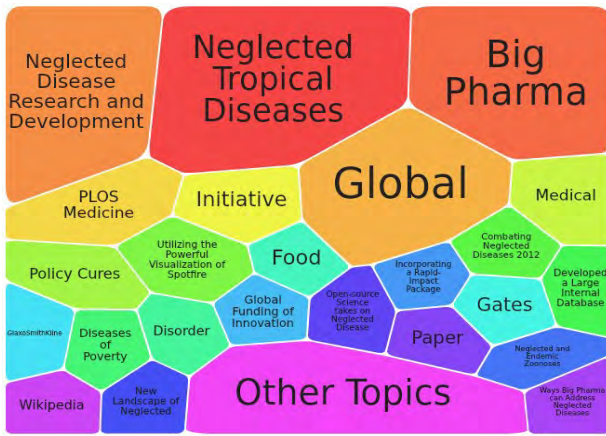 Neglected
Disease
Research and
Development
Neglected
Tropical
Diseases
Big
Pharma
PLOS
Medicine
Initiative
Global
Medical
Policy Cures
Utilizing the
Powerful
Visualization of
Spotfire
Food
Incorporating
a Rapid-
Impact
Package
Combating
Neglected
Diseases 2012
Developed
a Large
Internal
Database
GlaxoSmithKline
Diseases
of
Poverty
Disorder
Global
Funding of
Innovation
Open-source
Science
takes on
Neglected
Disease
Paper
Gates
Neglected and
Endemic
Zoonoses
Wikipedia
New
Landscape of
Neglected
Other Topics
Ways Big Pharma
can Address
Neglected
Diseases